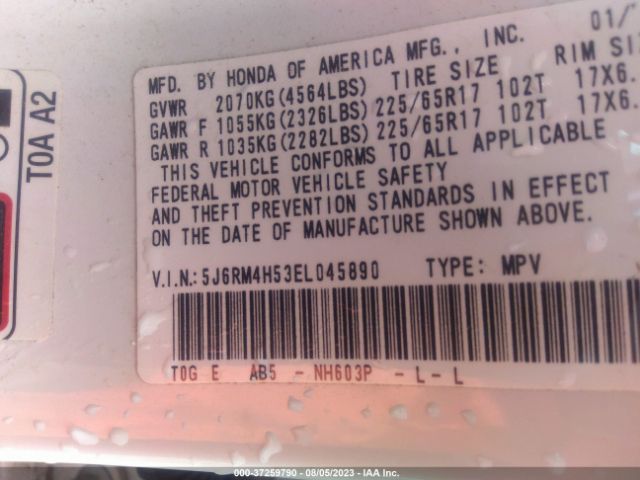 TOA A2
MFD. BY HONDA OF AMERICA MFG., INC. 01/
GVWR 2070KG(4564LBS) TIRE SIZE RIM SIZ
GAWR F 1055KG(2326LBS) 225/65R17 102T 17X6.
GAWR R 1035KG(2282LBS) 225/65R17 102T 17X6.
THIS VEHICLE CONFORMS TO ALL APPLICABLE
FEDERAL MOTOR VEHICLE SAFETY
AND THEFT PREVENTION STANDARDS IN EFFECT
ON THE DATE OF MANUFACTURE SHOWN ABOVE.
V.I.N.: 5J6RM4H53EL045890 TYPE: MPV
T0G E AB5 - NH603P - L - L
000-37259790 - 08/05/2023 - IAA Inc.